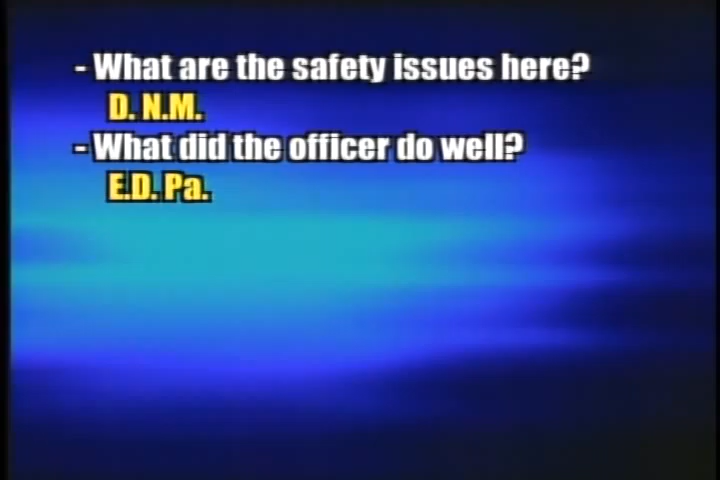 - What are the safety issues here?
D. N.M.
- What did the officer do well?
E.D. Pa.